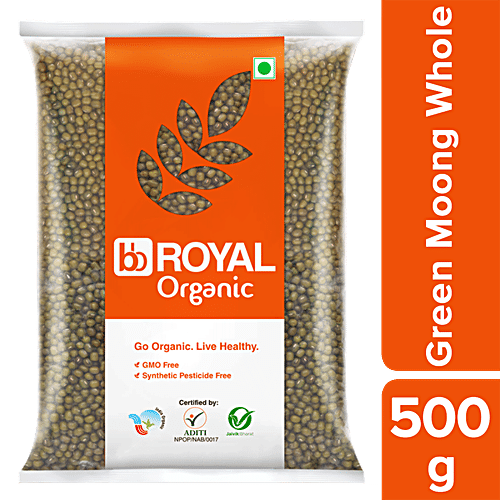 bb ROYAL
Organic
Go Organic. Live Healthy.
✓ GMO Free
✓ Synthetic Pesticide Free
Certified by:
ADITI
NPOP/NAB/0017
Jaivik Bharat
Green Moong Whole
500
g